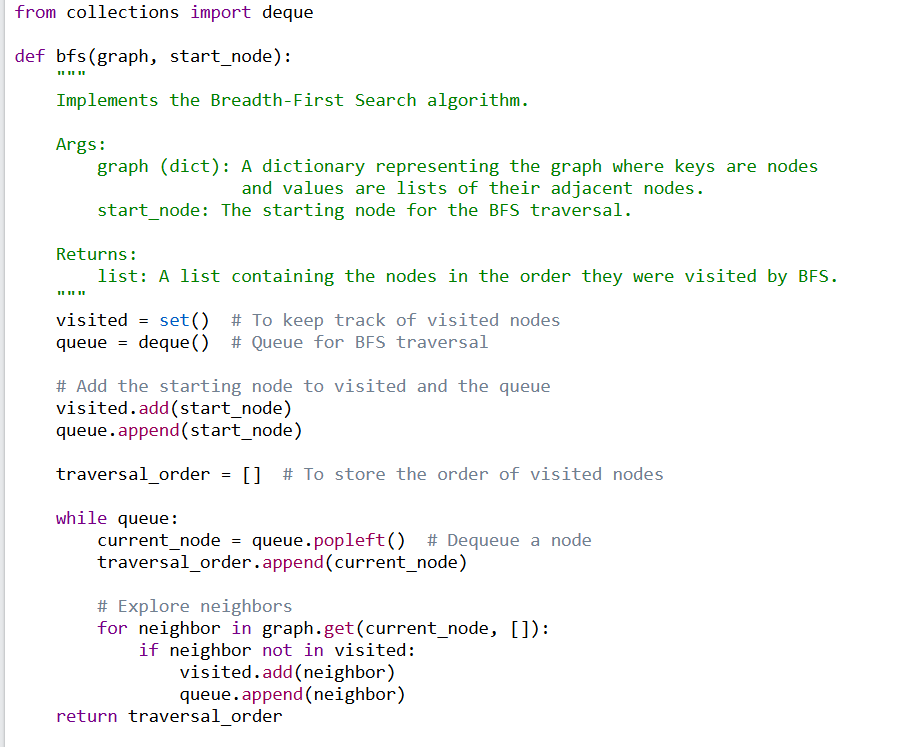 from collections import deque

def bfs(graph, start_node):
    """
    Implements the Breadth-First Search algorithm.

    Args:
        graph (dict): A dictionary representing the graph where keys are nodes
                      and values are lists of their adjacent nodes.
        start_node: The starting node for the BFS traversal.

    Returns:
        list: A list containing the nodes in the order they were visited by BFS.
    """
    visited = set()  # To keep track of visited nodes
    queue = deque()  # Queue for BFS traversal

    # Add the starting node to visited and the queue
    visited.add(start_node)
    queue.append(start_node)

    traversal_order = []  # To store the order of visited nodes

    while queue:
        current_node = queue.popleft()  # Dequeue a node
        traversal_order.append(current_node)

        # Explore neighbors
        for neighbor in graph.get(current_node, []):
            if neighbor not in visited:
                visited.add(neighbor)
                queue.append(neighbor)
    return traversal_order